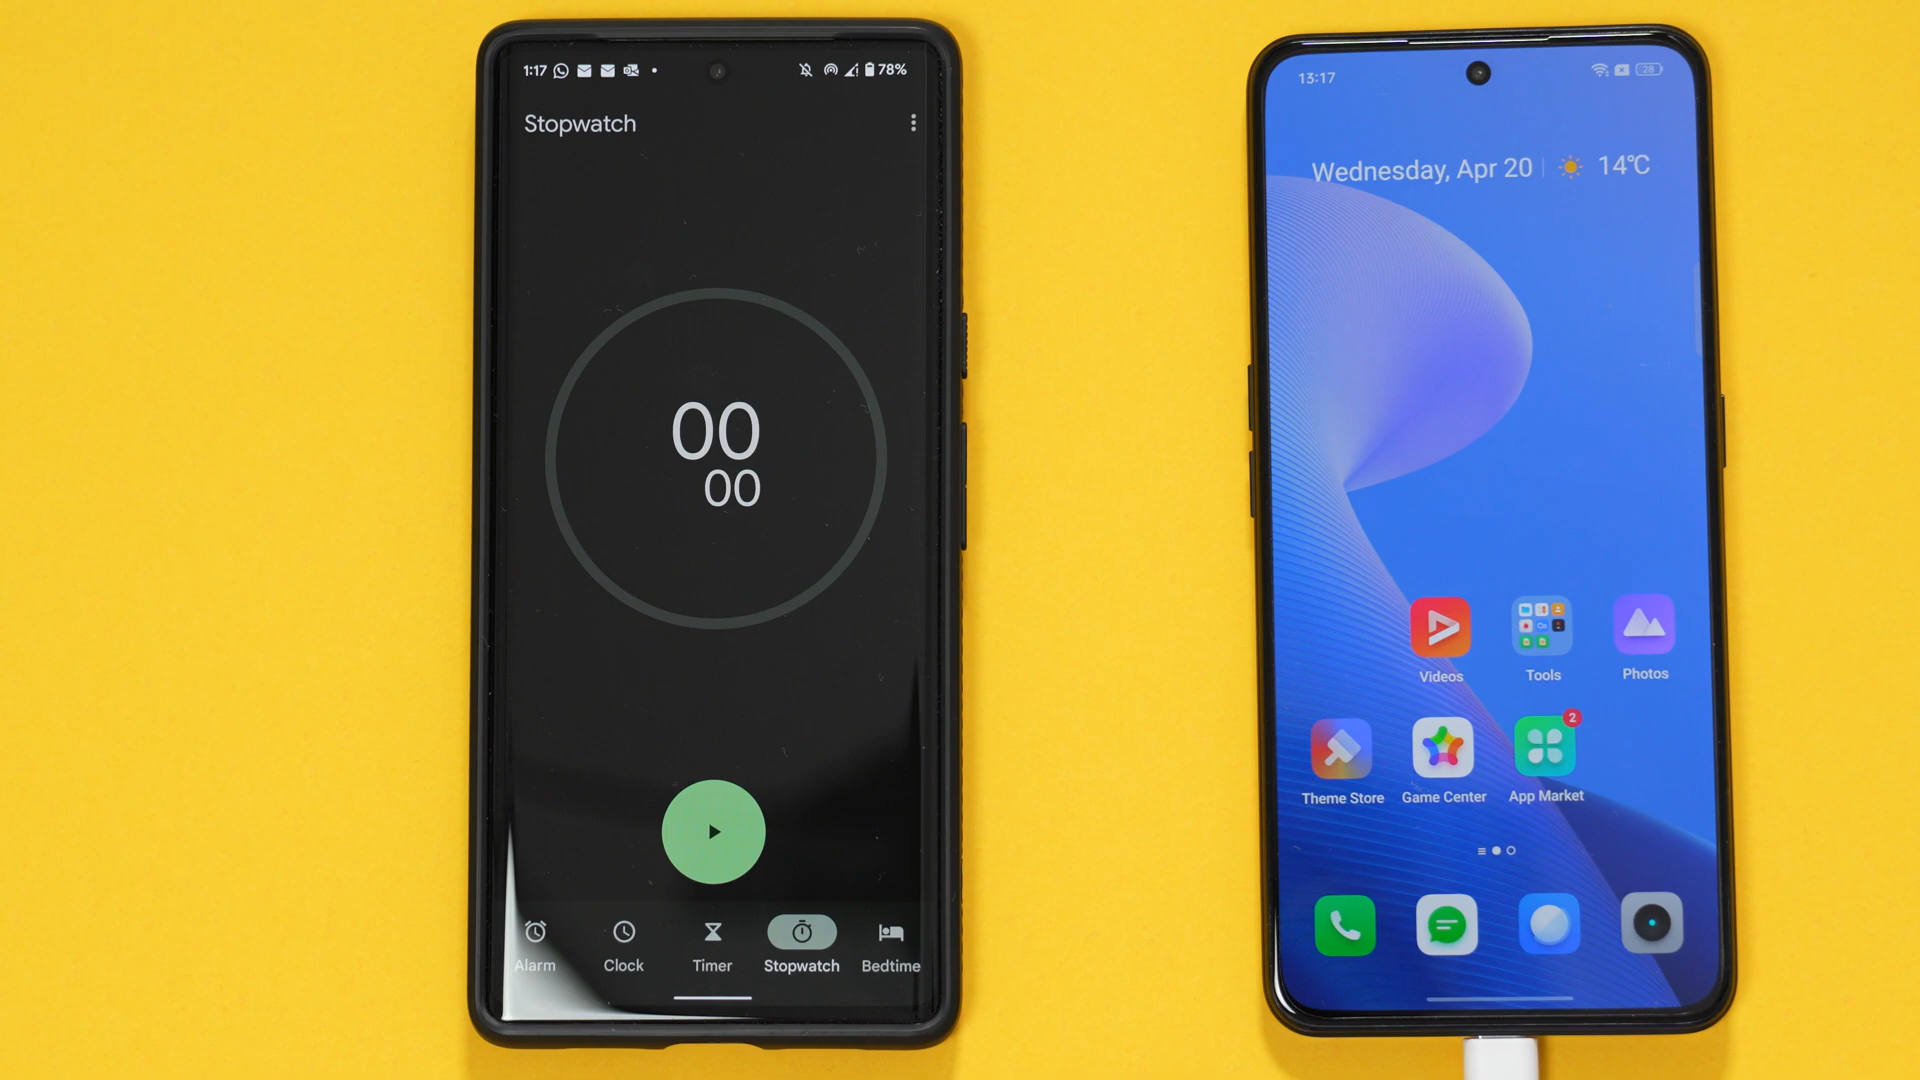 1:17
78%
Stopwatch
00
00
Alarm
Clock
Timer
Stopwatch
Bedtime
13:17
28
Wednesday, Apr 20
14°C
Videos
Tools
Photos
2
Theme Store
Game Center
App Market